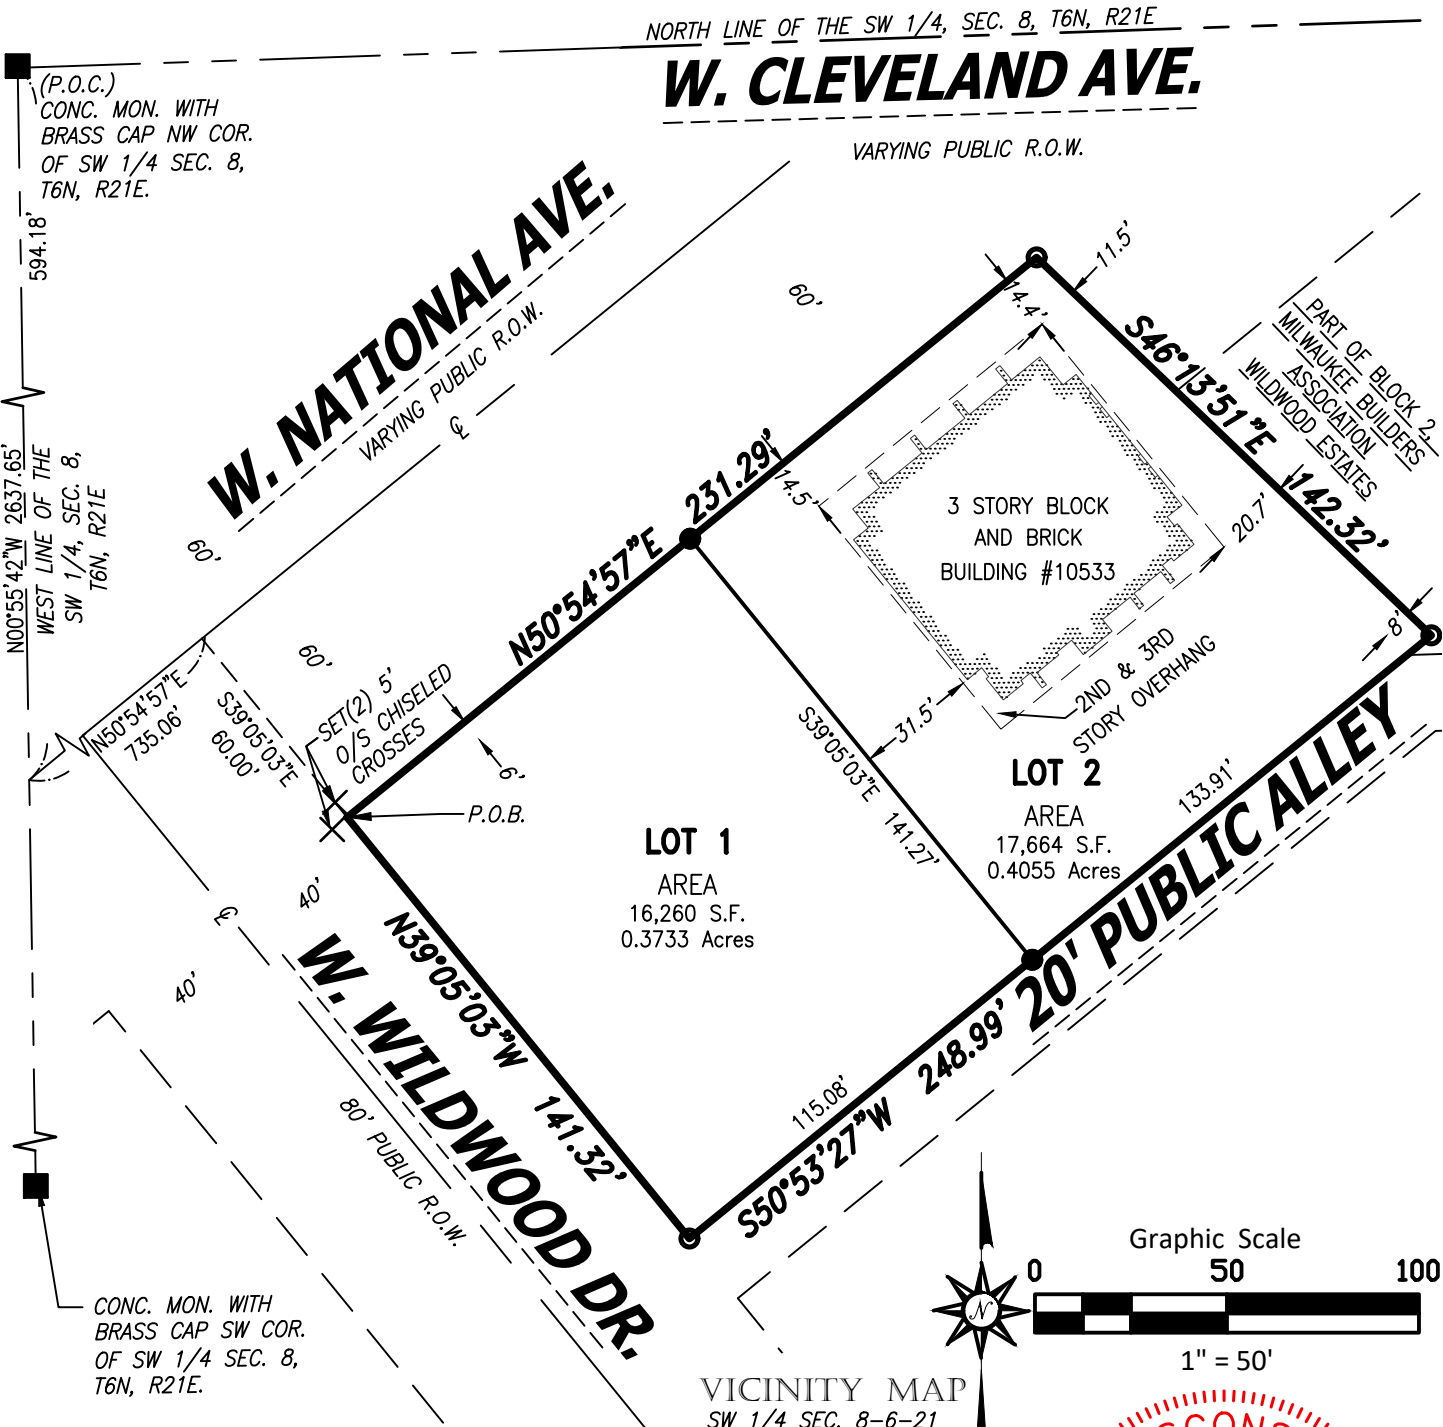 NORTH LINE OF THE SW 1/4, SEC. 8, T6N, R21E
W. CLEVELAND AVE.
VARYING PUBLIC R.O.W.
(P.O.C.)
CONC. MON. WITH
BRASS CAP NW COR.
OF SW 1/4 SEC. 8,
T6N, R21E.
594.18'
N00°55'42"W 2637.65'
WEST LINE OF THE
SW 1/4, SEC. 8,
T6N, R21E
W. NATIONAL AVE.
VARYING PUBLIC R.O.W.
℄
60'
60'
60'
11.5'
14.4'
S46°13'51"E
142.32'
PART OF BLOCK 2,
MILWAUKEE BUILDERS
ASSOCIATION
WILDWOOD ESTATES
231.29'
N50°54'57"E
14.5'
3 STORY BLOCK
AND BRICK
BUILDING #10533
20.7'
8'
2ND & 3RD
STORY OVERHANG
31.5'
S39°05'03"E
141.27'
N50°54'57"E
735.06'
S39°05'03"E
60.00'
SET(2) 5'
O/S CHISELED
CROSSES
6'
P.O.B.
LOT 1
AREA
16,260 S.F.
0.3733 Acres
LOT 2
AREA
17,664 S.F.
0.4055 Acres
133.91'
20' PUBLIC ALLEY
℄
40'
40'
N39°05'03"W
141.32'
W. WILDWOOD DR.
80' PUBLIC R.O.W.
115.08'
248.99'
S50°53'27"W
CONC. MON. WITH
BRASS CAP SW COR.
OF SW 1/4 SEC. 8,
T6N, R21E.
N
Graphic Scale
0 50 100
1" = 50'
VICINITY MAP
SW 1/4 SEC. 8-6-21